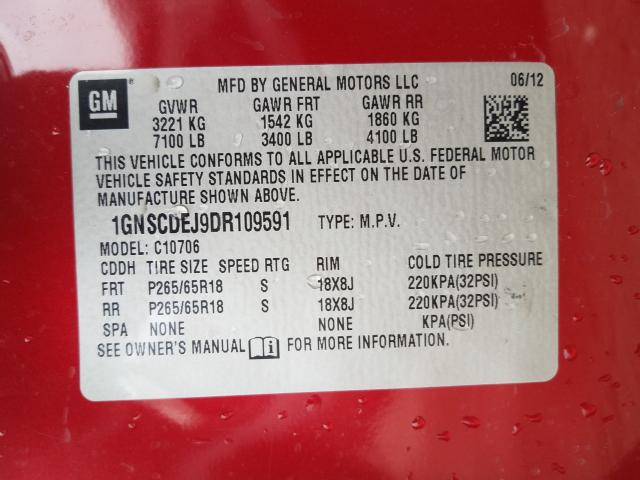 GM
MFD BY GENERAL MOTORS LLC 06/12
GVWR GAWR FRT GAWR RR
3221 KG 1542 KG 1860 KG
7100 LB 3400 LB 4100 LB
THIS VEHICLE CONFORMS TO ALL APPLICABLE U.S. FEDERAL MOTOR
VEHICLE SAFETY STANDARDS IN EFFECT ON THE DATE OF
MANUFACTURE SHOWN ABOVE.
1GNSCDEJ9DR109591 TYPE: M.P.V.
MODEL: C10706
CDDH TIRE SIZE SPEED RTG RIM COLD TIRE PRESSURE
FRT P265/65R18 S 18X8J 220KPA(32PSI)
RR P265/65R18 S 18X8J 220KPA(32PSI)
SPA NONE NONE KPA(PSI)
SEE OWNER'S MANUAL FOR MORE INFORMATION.